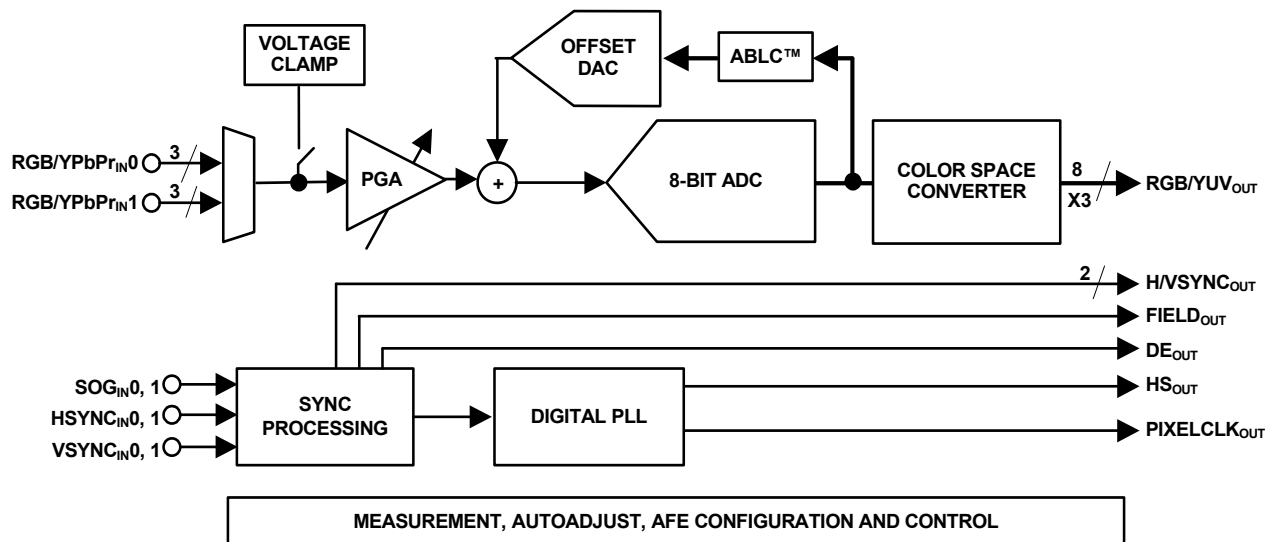 VOLTAGE
CLAMP
OFFSET
DAC
ABLC™
RGB/YPbPrIN0
3
RGB/YPbPrIN1
3
PGA
+
8-BIT ADC
COLOR SPACE
CONVERTER
8
X3
RGB/YUVOUT
2
H/VSYNCOUT
FIELDOUT
DEOUT
HSOUT
PIXELCLKOUT
SOGIN0, 1
HSYNCIN0, 1
VSYNCIN0, 1
SYNC
PROCESSING
DIGITAL PLL
MEASUREMENT, AUTOADJUST, AFE CONFIGURATION AND CONTROL